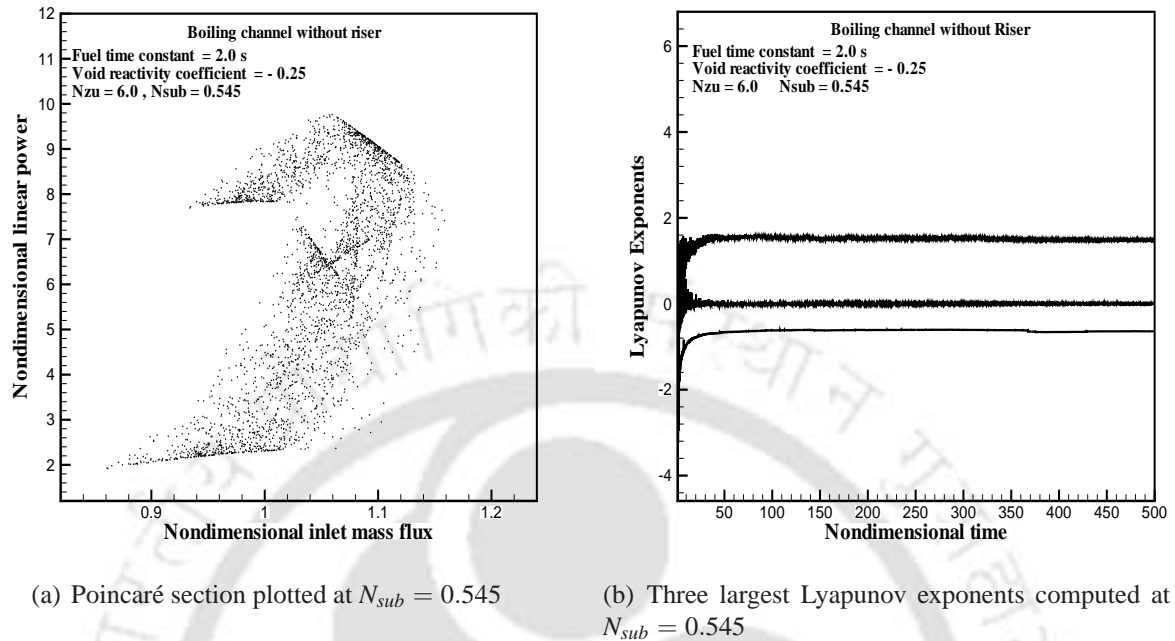 Boiling channel without riser
Fuel time constant = 2.0 s
Void reactivity coefficient = - 0.25
Nzu = 6.0 , Nsub = 0.545
Nondimensional linear power
12
11
10
9
8
7
6
5
4
3
2
0.9
1
1.1
1.2
Nondimensional inlet mass flux
(a) Poincaré section plotted at N_sub = 0.545
Boiling channel without Riser
Fuel time constant = 2.0 s
Void reactivity coefficient = - 0.25
Nzu = 6.0 Nsub = 0.545
Lyapunov Exponents
6
4
2
0
-2
-4
50
100
150
200
250
300
350
400
450
500
Nondimensional time
(b) Three largest Lyapunov exponents computed at
N_sub = 0.545